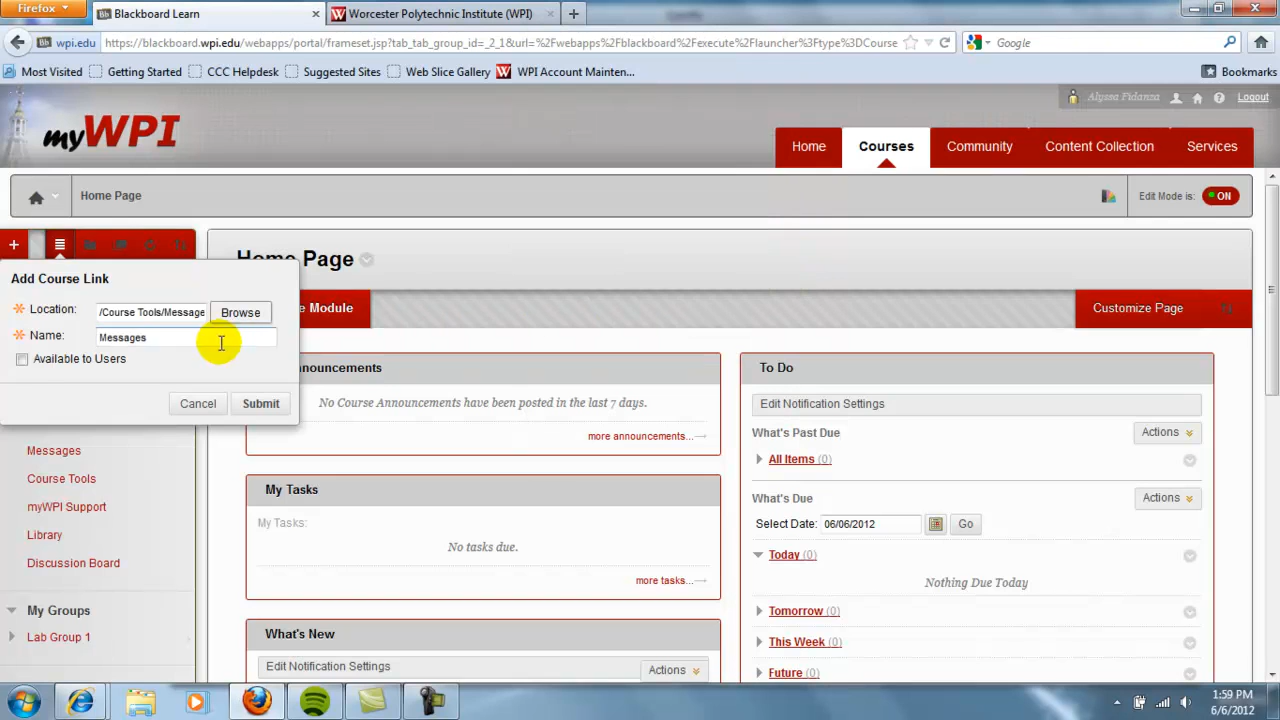 Firefox
Blackboard Learn
Worcester Polytechnic Institute (WPI)
wpi.edu
https://blackboard.wpi.edu/webapps/portal/frameset.jsp?tab_tab_group_id=_2_1&url=%2Fwebapps%2Fblackboard%2Fexecute%2Flauncher%3Ftype%3DCourse
Google
Most Visited
Getting Started
CCC Helpdesk
Suggested Sites
Web Slice Gallery
WPI Account Mainten...
Bookmarks
Alyssa Fidanza
Logout
myWPI
Home
Courses
Community
Content Collection
Services
Home Page
Edit Mode is:
ON
Home Page
Add Course Link
Location:
/Course Tools/Message
Browse
Name:
Messages
Available to Users
Cancel
Submit
Module
Customize Page
nouncements
No Course Announcements have been posted in the last 7 days.
more announcements...
My Tasks
My Tasks:
No tasks due.
more tasks...
What's New
Edit Notification Settings
Actions
To Do
Edit Notification Settings
What's Past Due
Actions
All Items (0)
What's Due
Actions
Select Date:
06/06/2012
Go
Today (0)
Nothing Due Today
Tomorrow (0)
This Week (0)
Future (0)
Messages
Course Tools
myWPI Support
Library
Discussion Board
My Groups
Lab Group 1
1:59 PM
6/6/2012